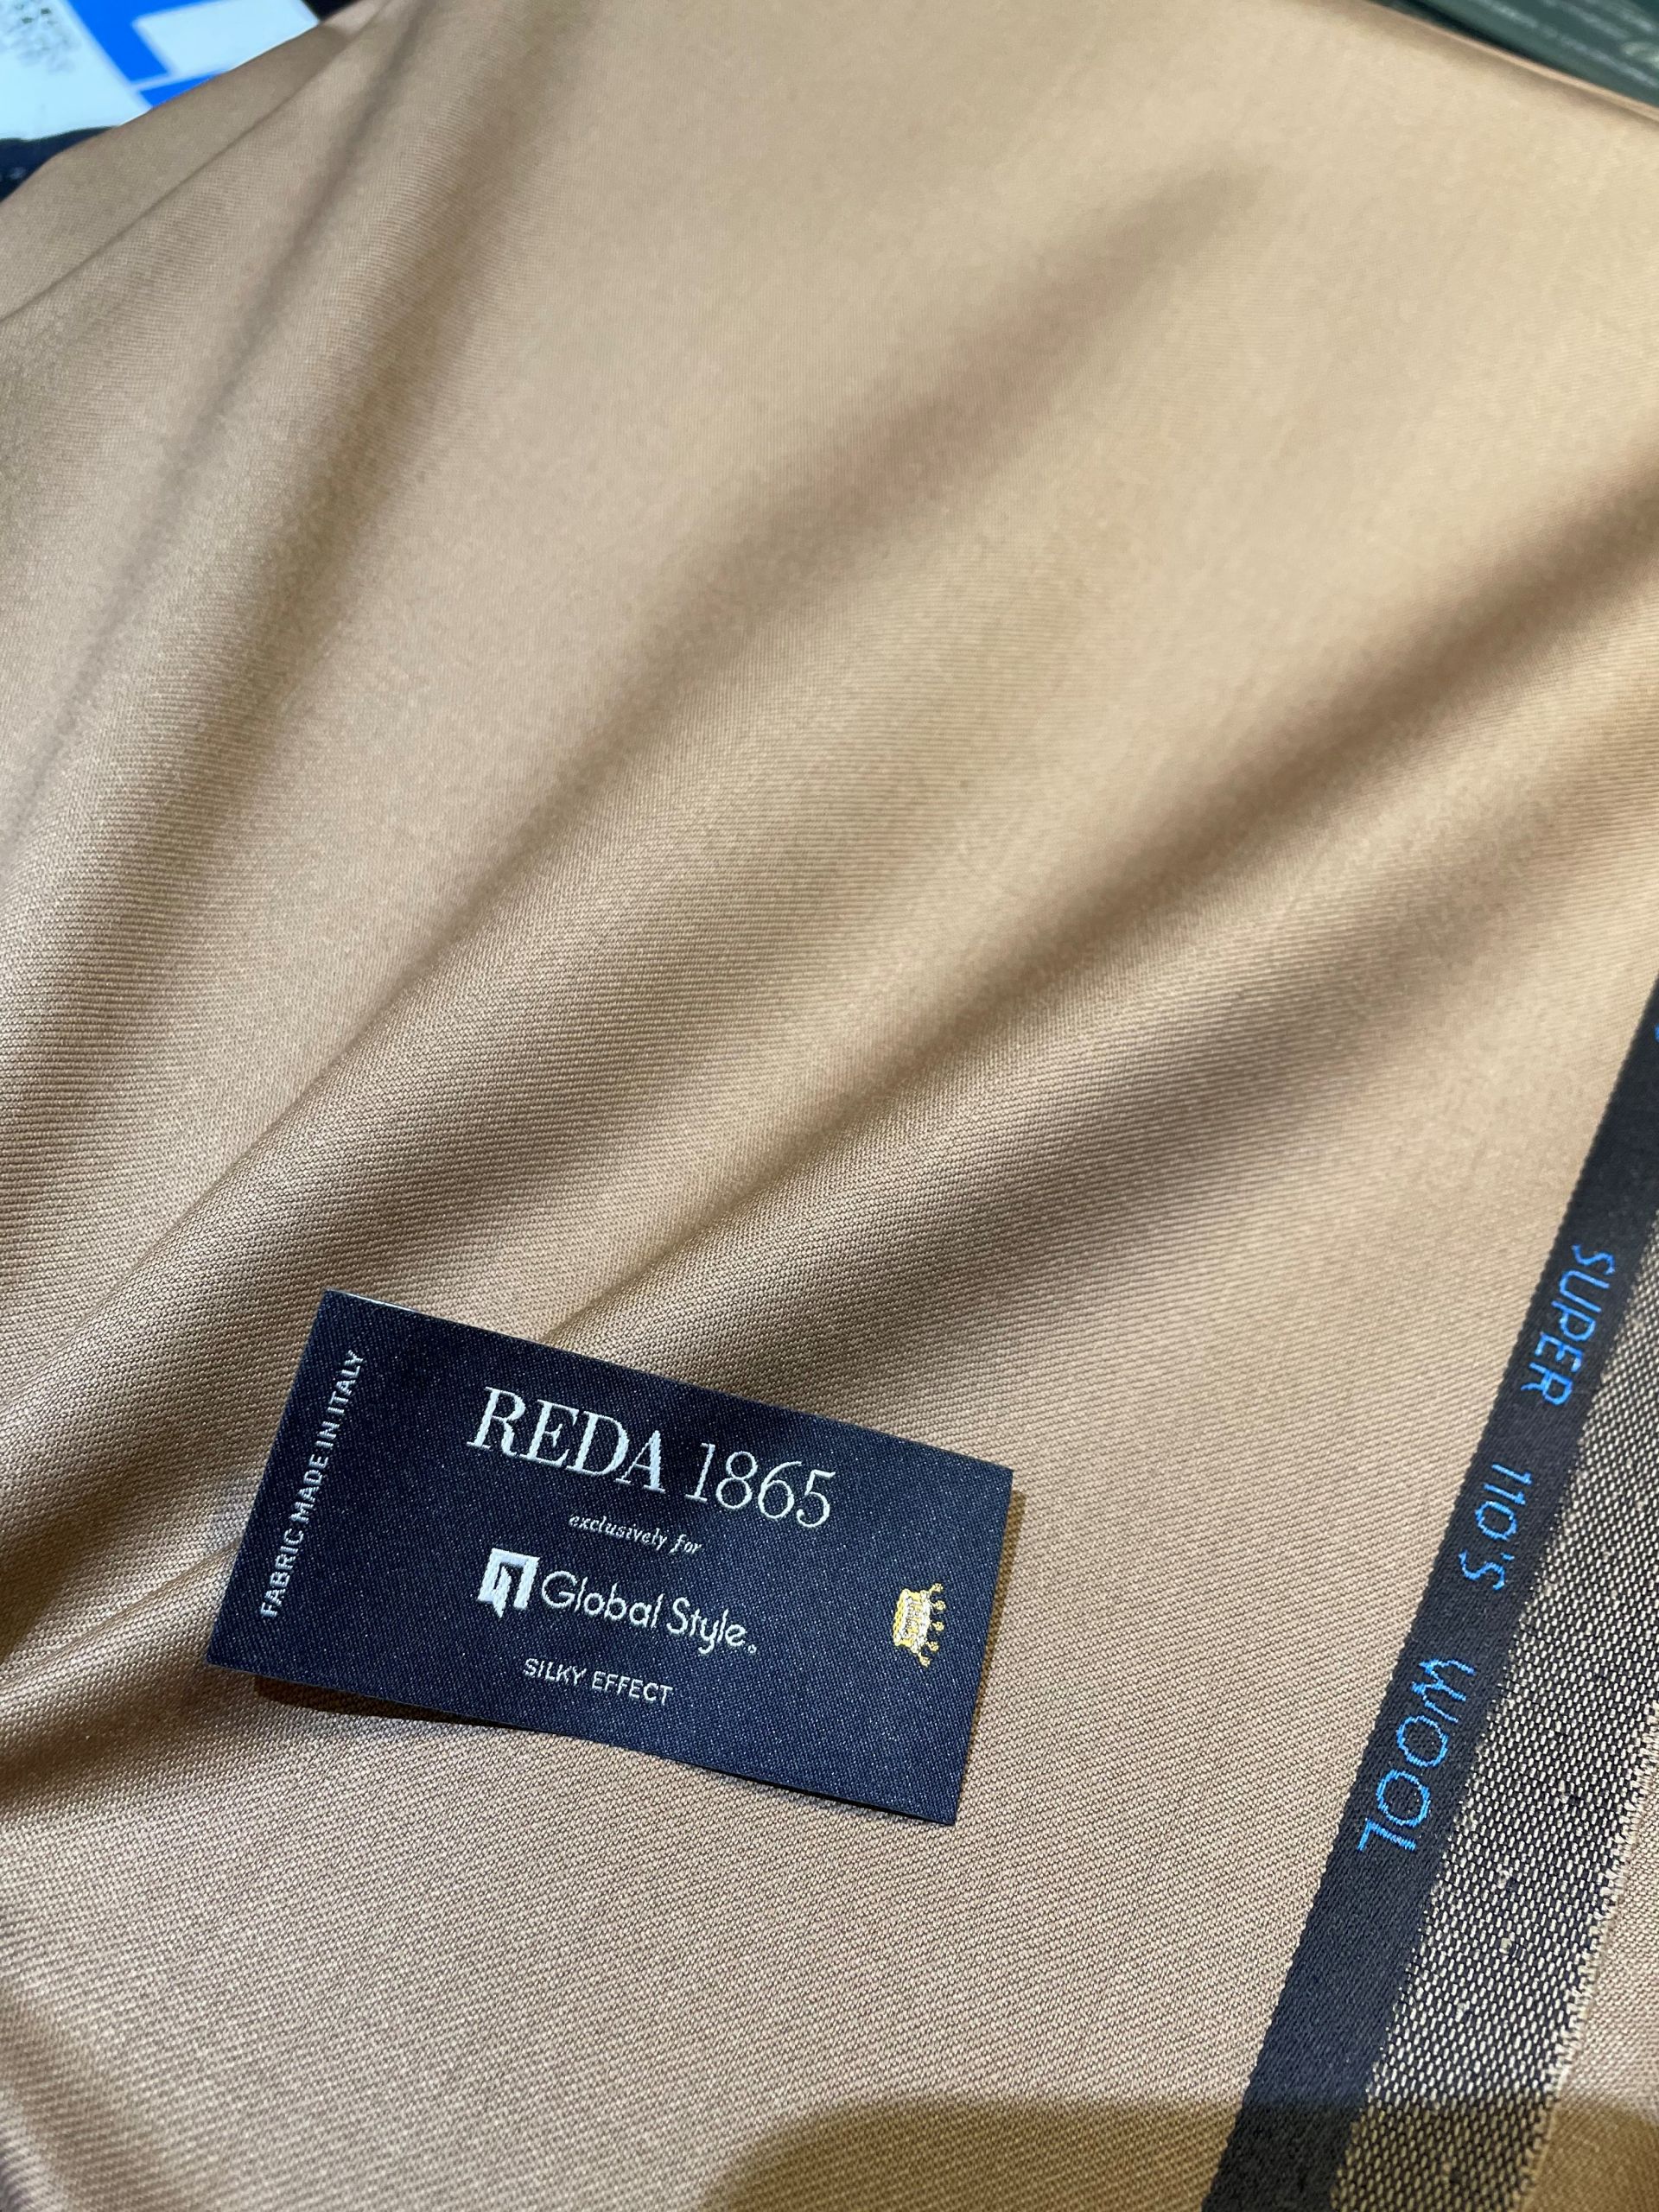 FABRIC MADE IN ITALY
REDA 1865
exclusively for
Global Style.
SILKY EFFECT
SUPER 110'S WOOL